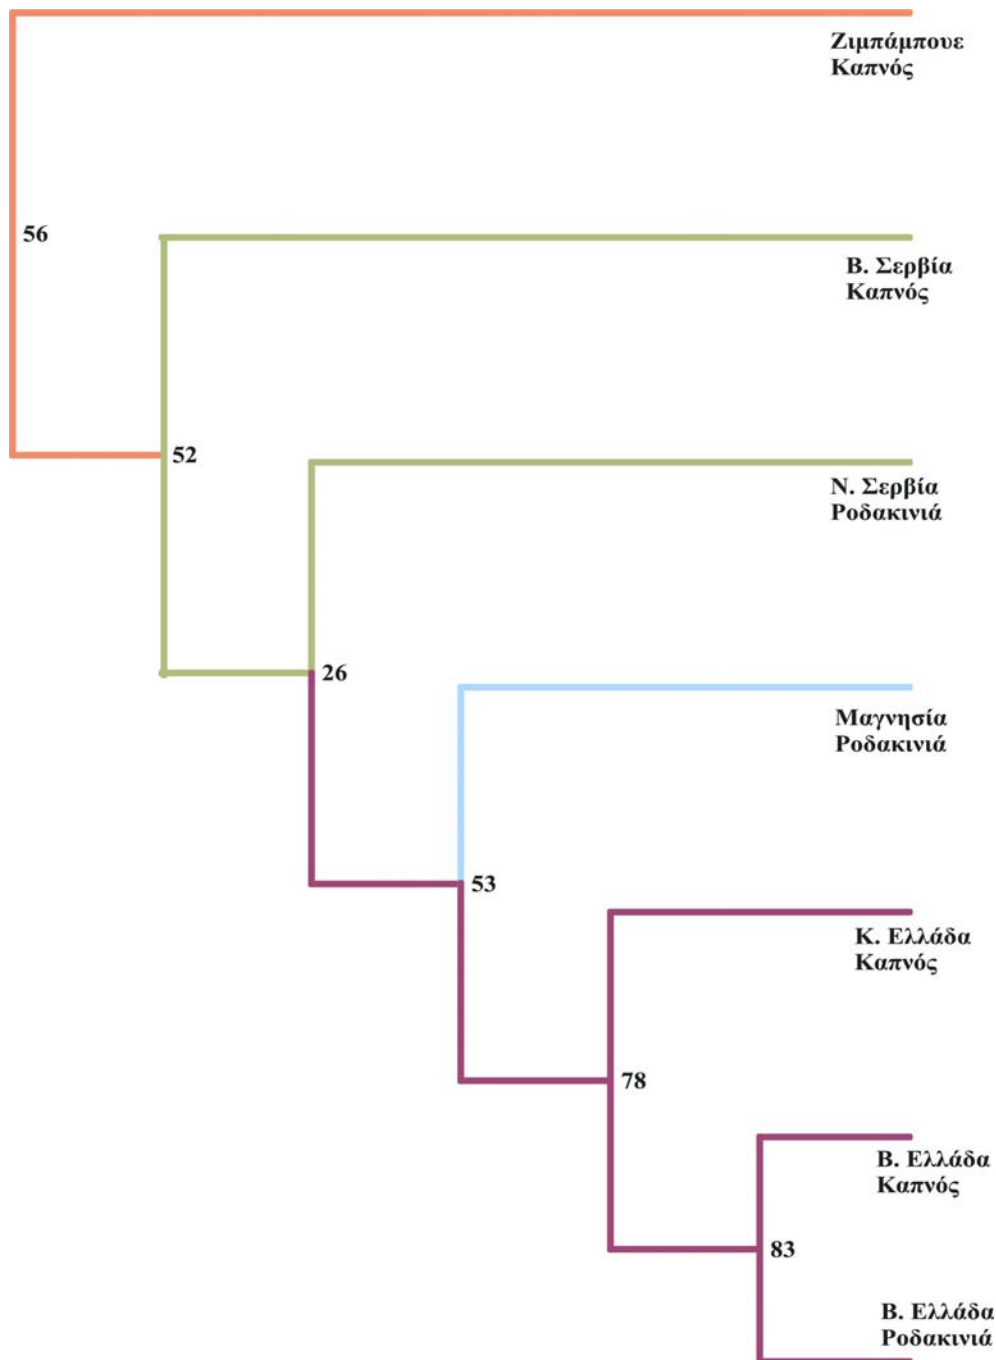 Ζιμπάμπουε
Καπνός
56
Β. Σερβία
Καπνός
52
Ν. Σερβία
Ροδακινιά
26
Μαγνησία
Ροδακινιά
53
Κ. Ελλάδα
Καπνός
78
Β. Ελλάδα
Καπνός
83
Β. Ελλάδα
Ροδακινιά